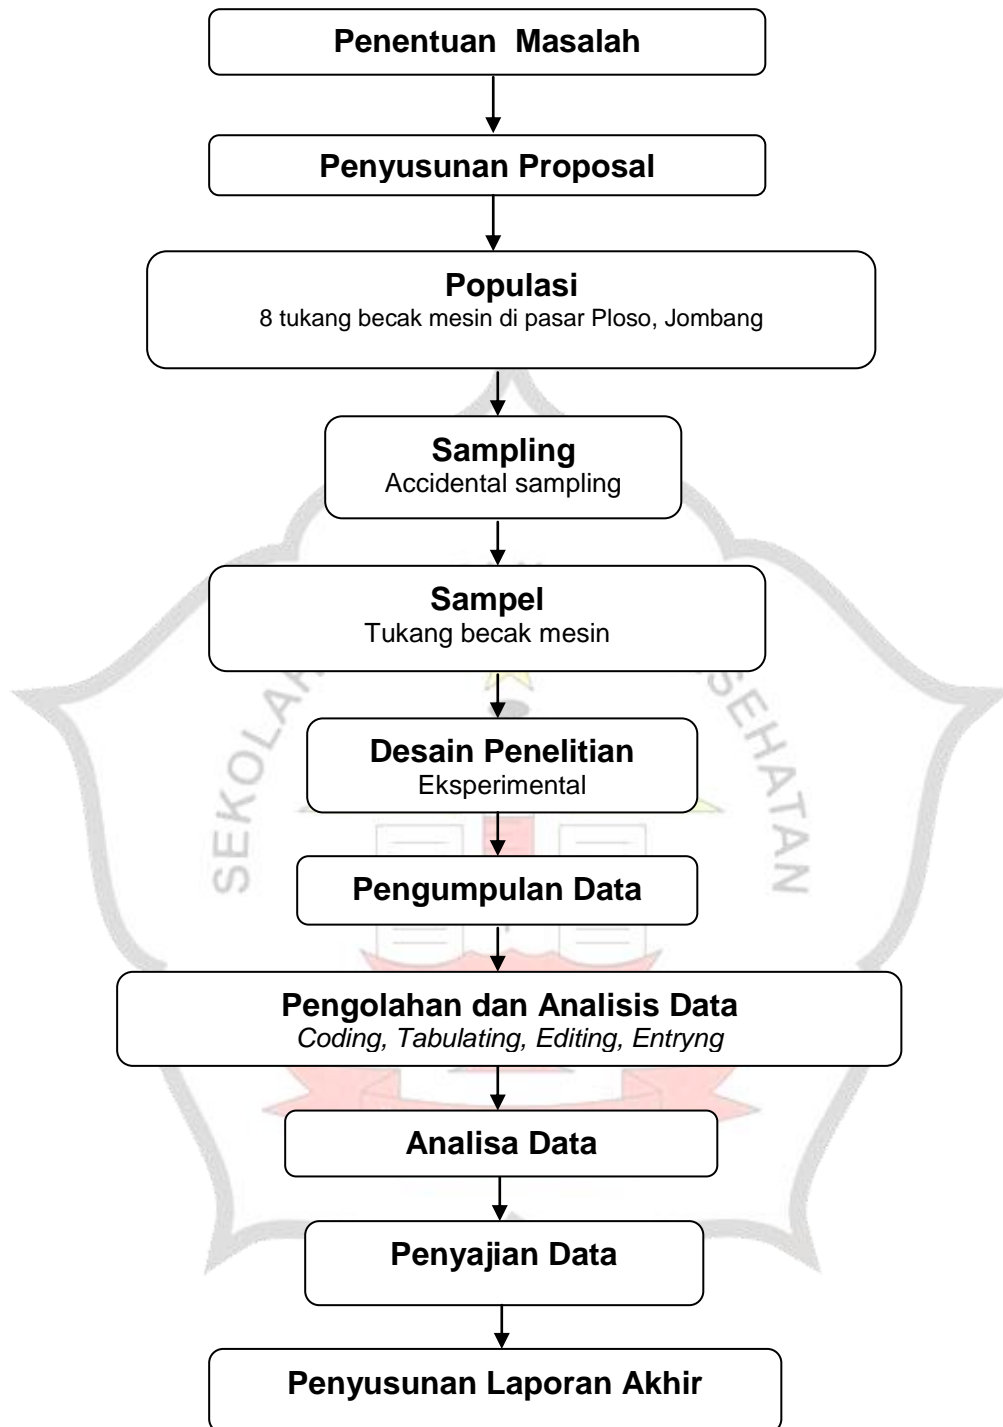 Penentuan Masalah
Penyusunan Proposal
Populasi
8 tukang becak mesin di pasar Ploso, Jombang
Sampling
Accidental sampling
Sampel
Tukang becak mesin
Desain Penelitian
Eksperimental
Pengumpulan Data
Pengolahan dan Analisis Data
Coding, Tabulating, Editing, Entryng
Analisa Data
Penyajian Data
Penyusunan Laporan Akhir
SEKOLAH
SEHATAN